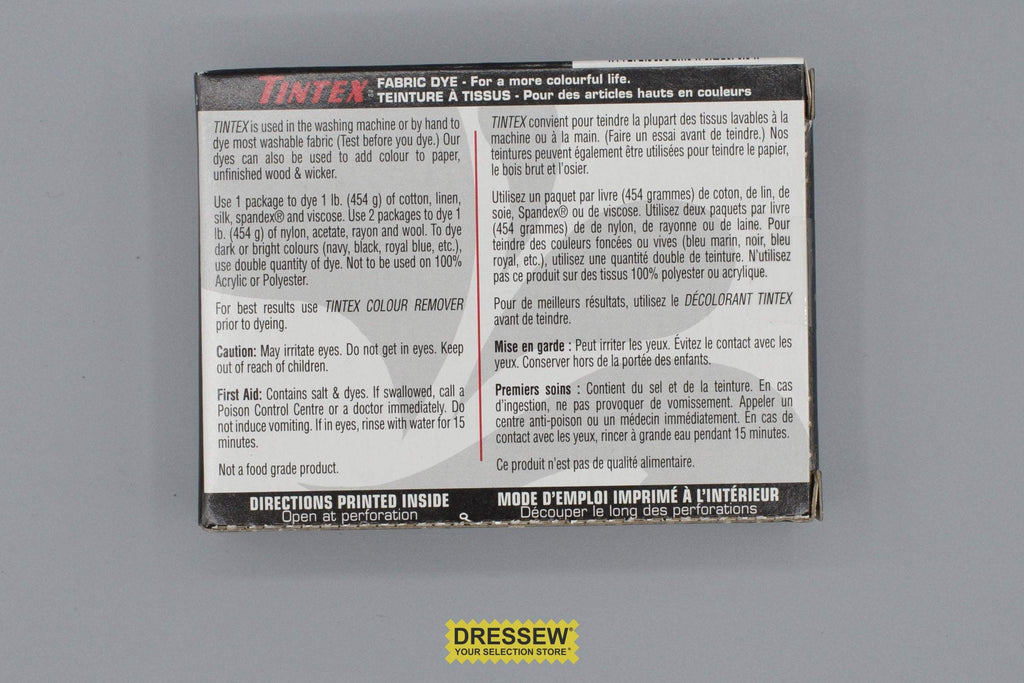 TINTEX FABRIC DYE - For a more colourful life.
TEINTURE À TISSUS - Pour des articles hauts en couleurs
TINTEX is used in the washing machine or by hand to
dye most washable fabric (Test before you dye.) Our
dyes can also be used to add colour to paper,
unfinished wood & wicker.
Use 1 package to dye 1 lb. (454 g) of cotton, linen,
silk, spandex® and viscose. Use 2 packages to dye 1
lb. (454 g) of nylon, acetate, rayon and wool. To dye
dark or bright colours (navy, black, royal blue, etc.),
use double quantity of dye. Not to be used on 100%
Acrylic or Polyester.
For best results use TINTEX COLOUR REMOVER
prior to dyeing.
Caution: May irritate eyes. Do not get in eyes. Keep
out of reach of children.
First Aid: Contains salt & dyes. If swallowed, call a
Poison Control Centre or a doctor immediately. Do
not induce vomiting. If in eyes, rinse with water for 15
minutes.
Not a food grade product.
TINTEX convient pour teindre la plupart des tissus lavables à la
machine ou à la main. (Faire un essai avant de teindre.) Nos
teintures peuvent également être utilisées pour teindre le papier,
le bois brut et l'osier.
Utilisez un paquet par livre (454 grammes) de coton, de lin, de
soie, Spandex® ou de viscose. Utilisez deux paquets par livre
(454 grammes) de de nylon, de rayonne ou de laine. Pour
teindre des couleurs foncées ou vives (bleu marin, noir, bleu
royal, etc.), utilisez une quantité double de teinture. N'utilisez
pas ce produit sur des tissus 100% polyester ou acrylique.
Pour de meilleurs résultats, utilisez le DÉCOLORANT TINTEX
avant de teindre.
Mise en garde : Peut irriter les yeux. Évitez le contact avec les
yeux. Conserver hors de la portée des enfants.
Premiers soins : Contient du sel et de la teinture. En cas
d'ingestion, ne pas provoquer de vomissement. Appeler un
centre anti-poison ou un médecin immédiatement. En cas de
contact avec les yeux, rincer à grande eau pendant 15 minutes.
Ce produit n'est pas de qualité alimentaire.
DIRECTIONS PRINTED INSIDE
Open at perforation
MODE D'EMPLOI IMPRIMÉ À L'INTÉRIEUR
Découper le long des perforations
DRESSEW®
YOUR SELECTION STORE®